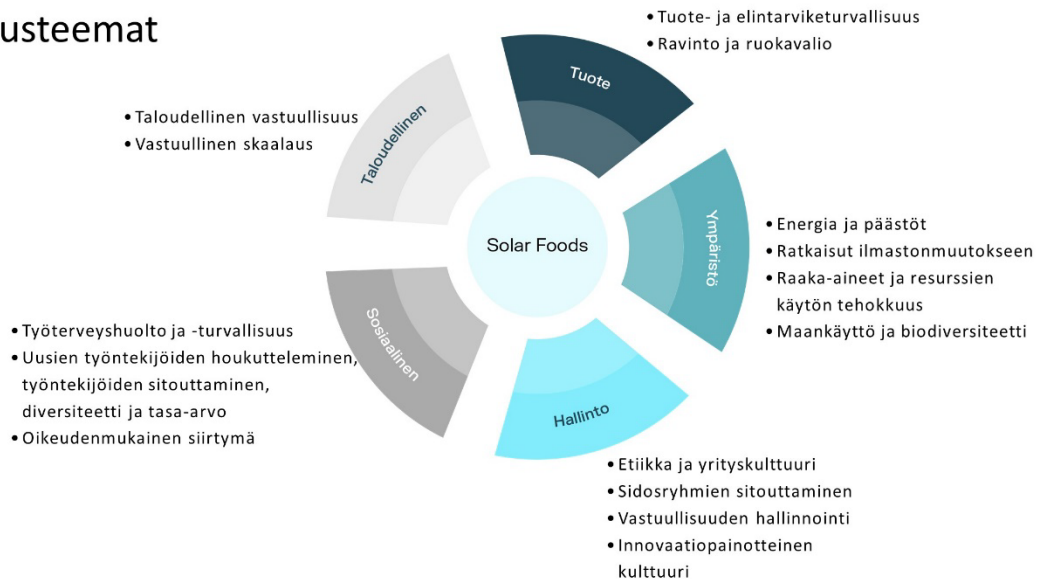 usteemat
• Tuote- ja elintarviketurvallisuus
• Ravinto ja ruokavalio
Tuote
• Taloudellinen vastuullisuus
• Vastuullinen skaalaus
Taloudellinen
Ympäristö
• Energia ja päästöt
• Ratkaisut ilmastonmuutokseen
• Raaka-aineet ja resurssien
käytön tehokkuus
• Maankäyttö ja biodiversiteetti
Solar Foods
• Työterveyshuolto ja -turvallisuus
• Uusien työntekijöiden houkutteleminen,
työntekijöiden sitouttaminen,
diversiteetti ja tasa-arvo
• Oikeudenmukainen siirtymä
Sosiaalinen
Hallinto
• Etiikka ja yrityskulttuuri
• Sidosryhmien sitouttaminen
• Vastuullisuuden hallinnointi
• Innovaatiopainotteinen
kulttuuri